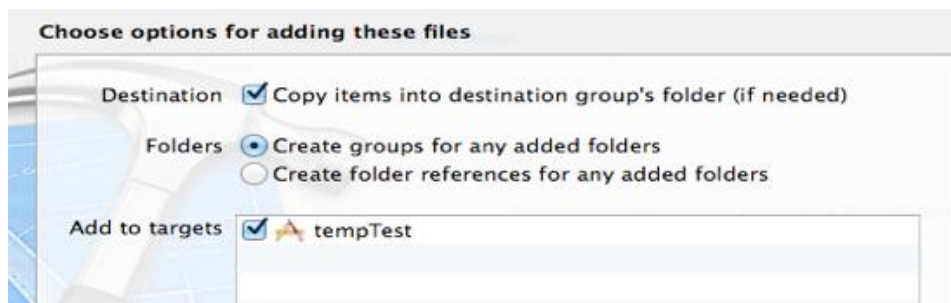 Choose options for adding these files
Destination Copy items into destination group's folder (if needed)
Folders Create groups for any added folders
Create folder references for any added folders
Add to targets tempTest